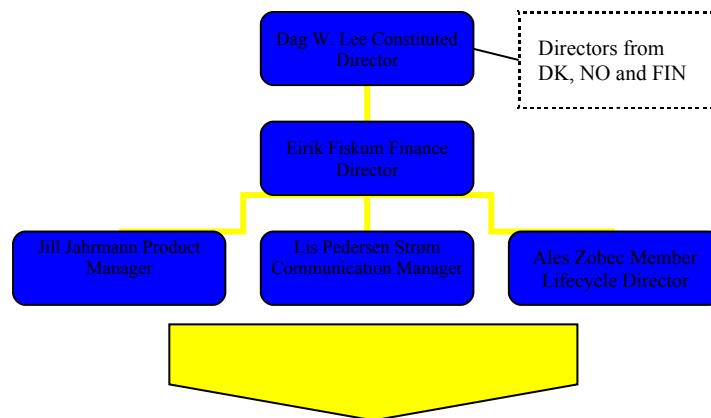 Dag W. Lee Constituted
Director
Directors from
DK, NO and FIN
Eirik Fiskum Finance
Director
Jill Jahrmann Product
Manager
Lis Pedersen Strøm
Communication Manager
Ales Zobec Member
Lifecycle Director